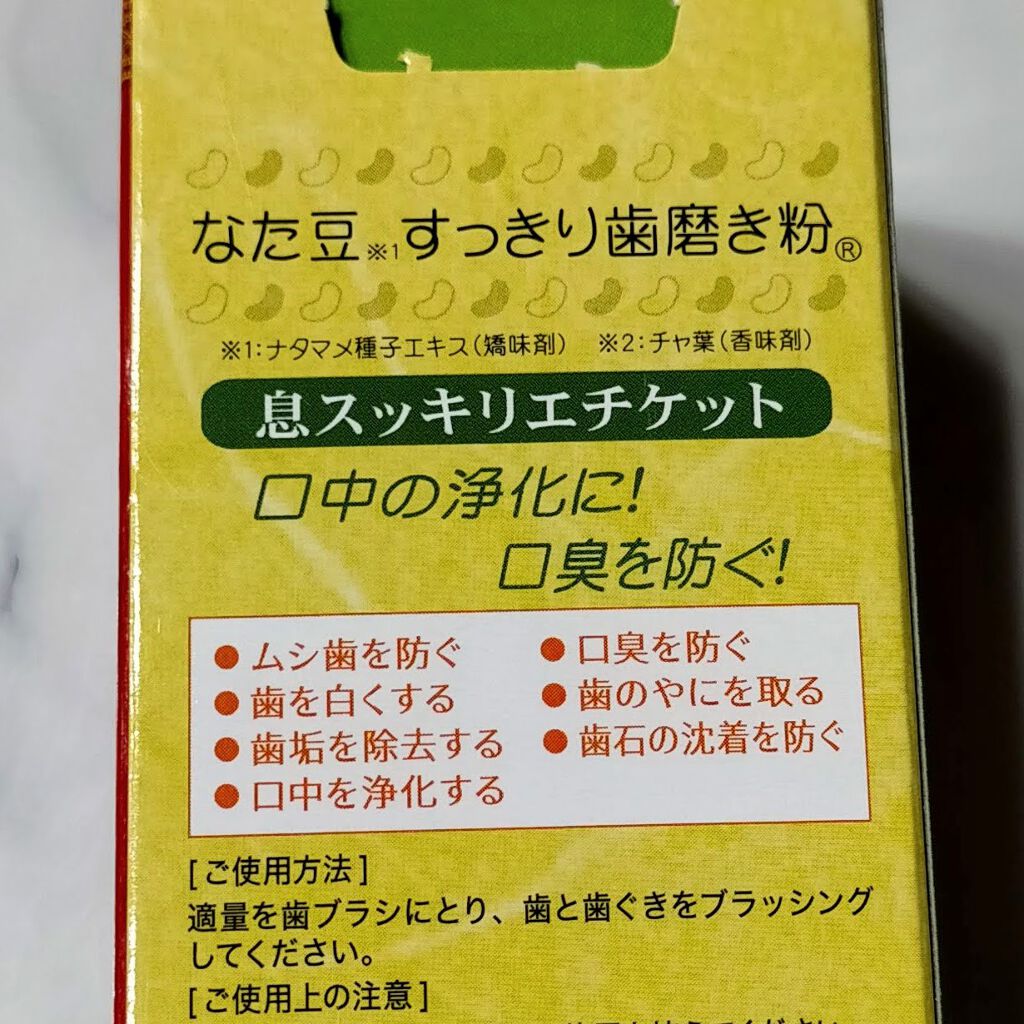 なた豆※1すっきり歯磨き粉®
※1:ナタマメ種子エキス(矯味剤) ※2:チャ葉(香味剤)
息スッキリエチケット
口中の浄化に!
口臭を防ぐ!
● ムシ歯を防ぐ
● 歯を白くする
● 歯垢を除去する
● 口中を浄化する
● 口臭を防ぐ
● 歯のやにを取る
● 歯石の沈着を防ぐ
[ご使用方法]
適量を歯ブラシにとり、歯と歯ぐきをブラッシング
してください。
[ご使用上の注意]